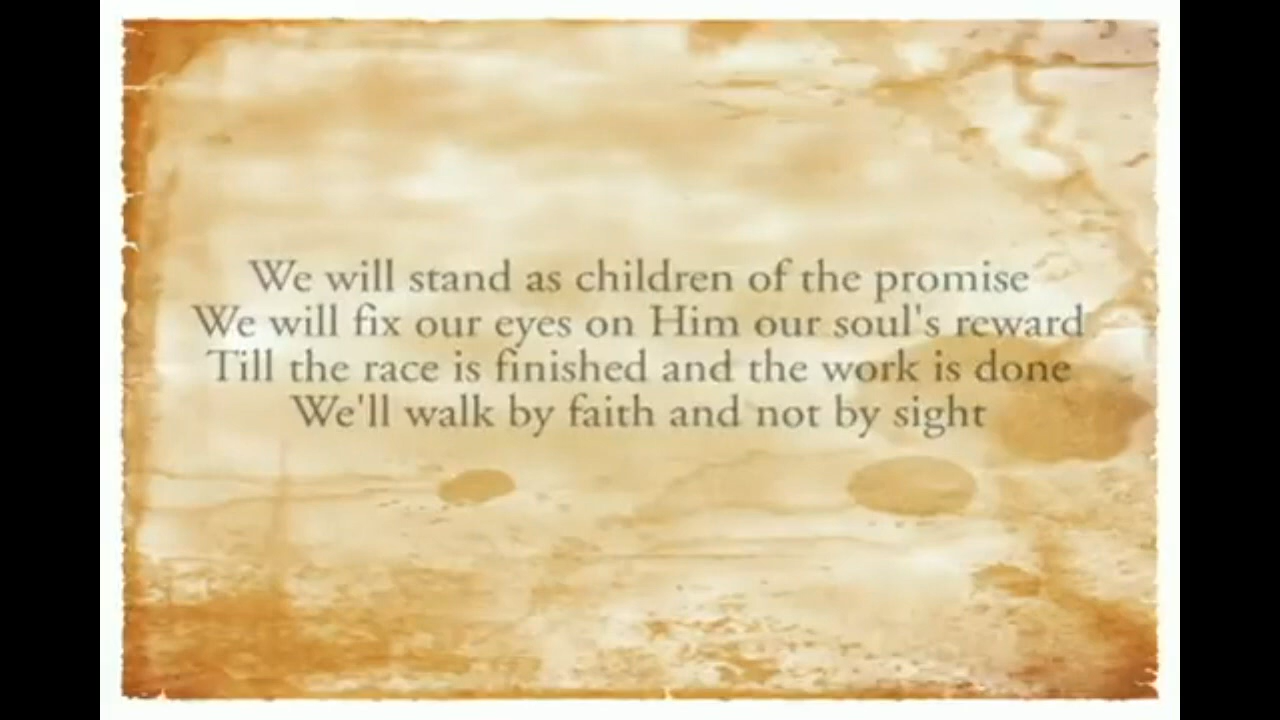 We will stand as children of the promise
We will fix our eyes on Him our soul's reward
Till the race is finished and the work is done
We'll walk by faith and not by sight